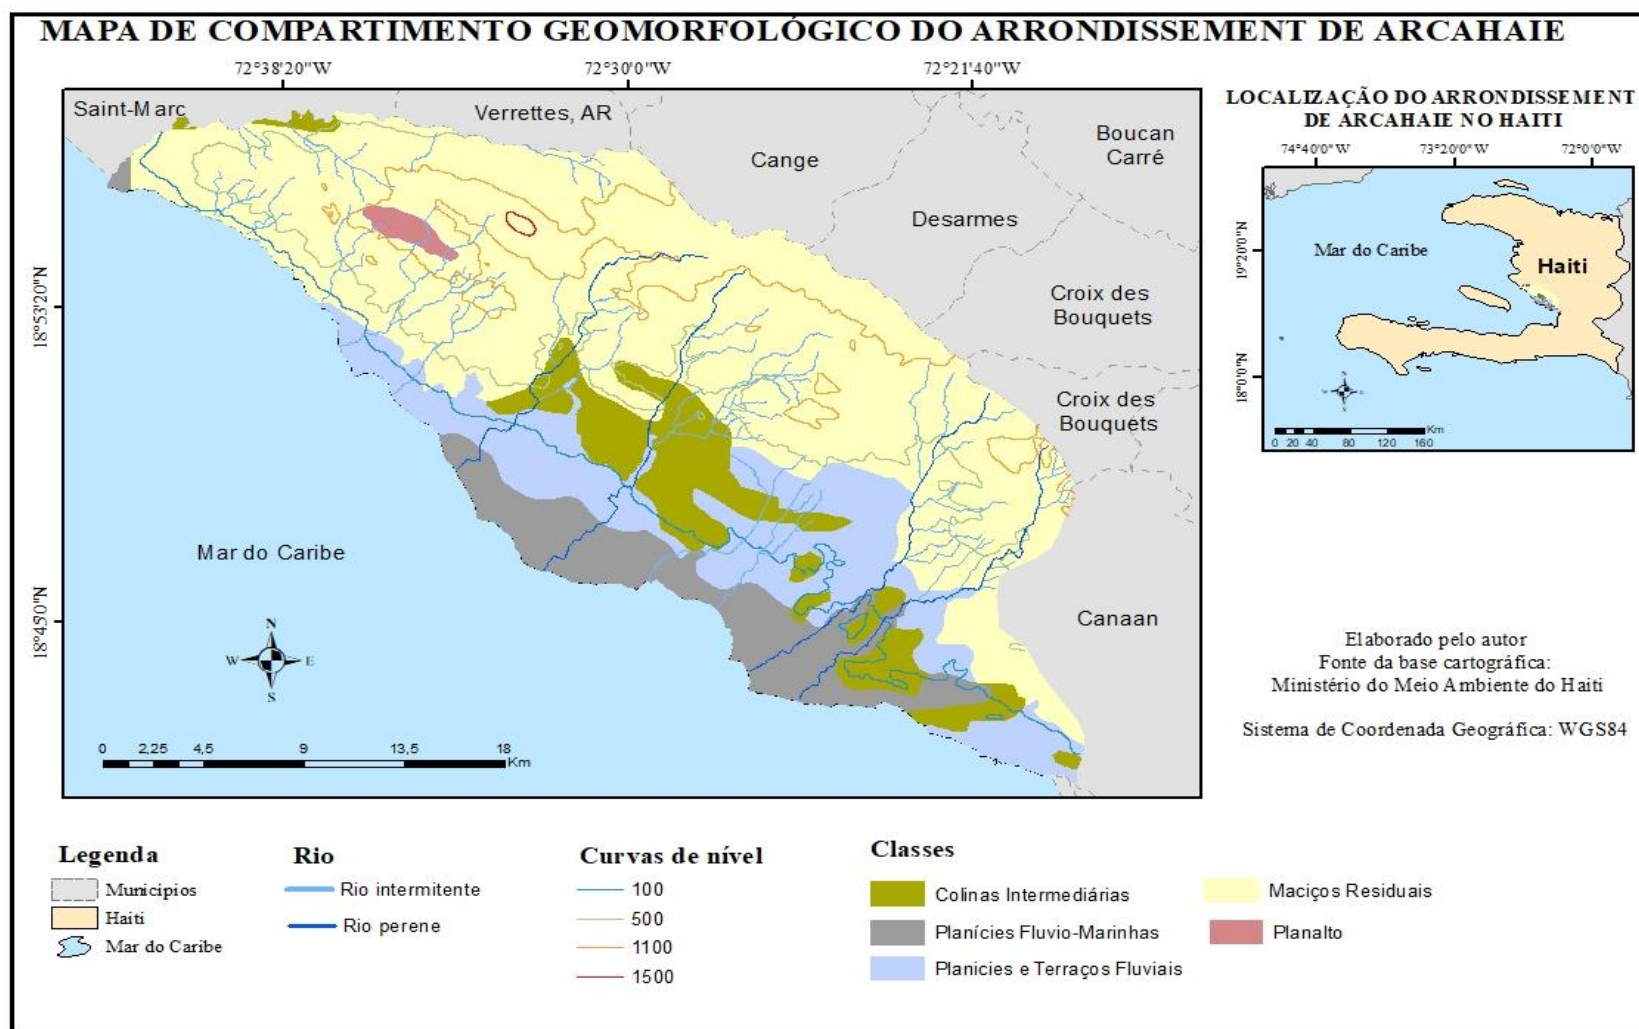 MAPA DE COMPARTIMENTO GEOMORFOLÓGICO DO ARRONDISSEMENT DE ARCAHAIE
72°38'20"W
72°30'0"W
72°21'40"W
18°53'20"N
18°45'0"N
Saint-Marc
Verrettes, AR
Cange
Boucan
Carré
Desarmes
Croix des
Bouquets
Croix des
Bouquets
Canaan
Mar do Caribe
N
W
E
S
0 2,25 4,5 9 13,5 18
Km
LOCALIZAÇÃO DO ARRONDISSEMENT
DE ARCAHAIE NO HAITI
74°40'0"W
73°20'0"W
72°0'0"W
19°20'0"N
18°0'0"N
Mar do Caribe
Haiti
N
W
E
S
0 20 40 80 120 160
Km
Elaborado pelo autor
Fonte da base cartográfica:
Ministério do Meio Ambiente do Haiti
Sistema de Coordenada Geográfica: WGS84
Legenda
Municípios
Haiti
Mar do Caribe
Rio
Rio intermitente
Rio perene
Curvas de nível
100
500
1100
1500
Classes
Colinas Intermediárias
Planícies Fluvio-Marinhas
Planicies e Terraços Fluviais
Maciços Residuais
Planalto